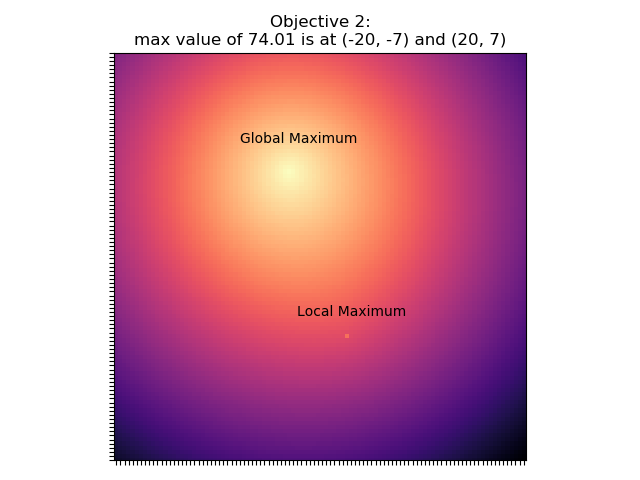 Objective 2:
max value of 74.01 is at (-20, -7) and (20, 7)
Global Maximum
Local Maximum